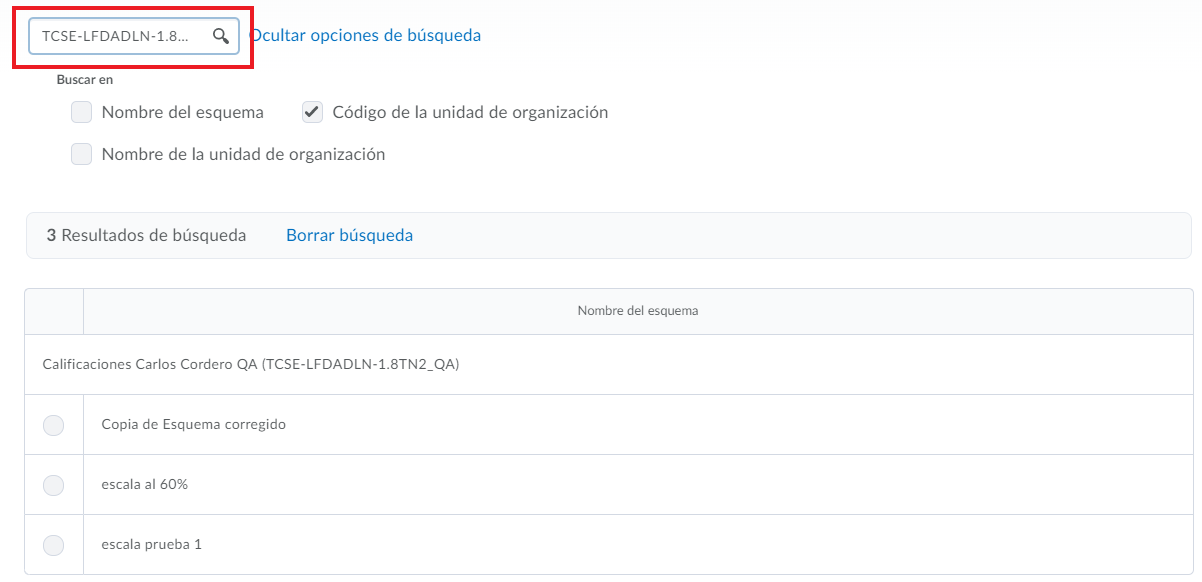 TCSE-LFDADLN-1.8... Ocultar opciones de búsqueda
Buscar en
Nombre del esquema Código de la unidad de organización
Nombre de la unidad de organización
3 Resultados de búsqueda Borrar búsqueda
Nombre del esquema
Calificaciones Carlos Cordero QA (TCSE-LFDADLN-1.8TN2_QA)
Copia de Esquema corregido
escala al 60%
escala prueba 1